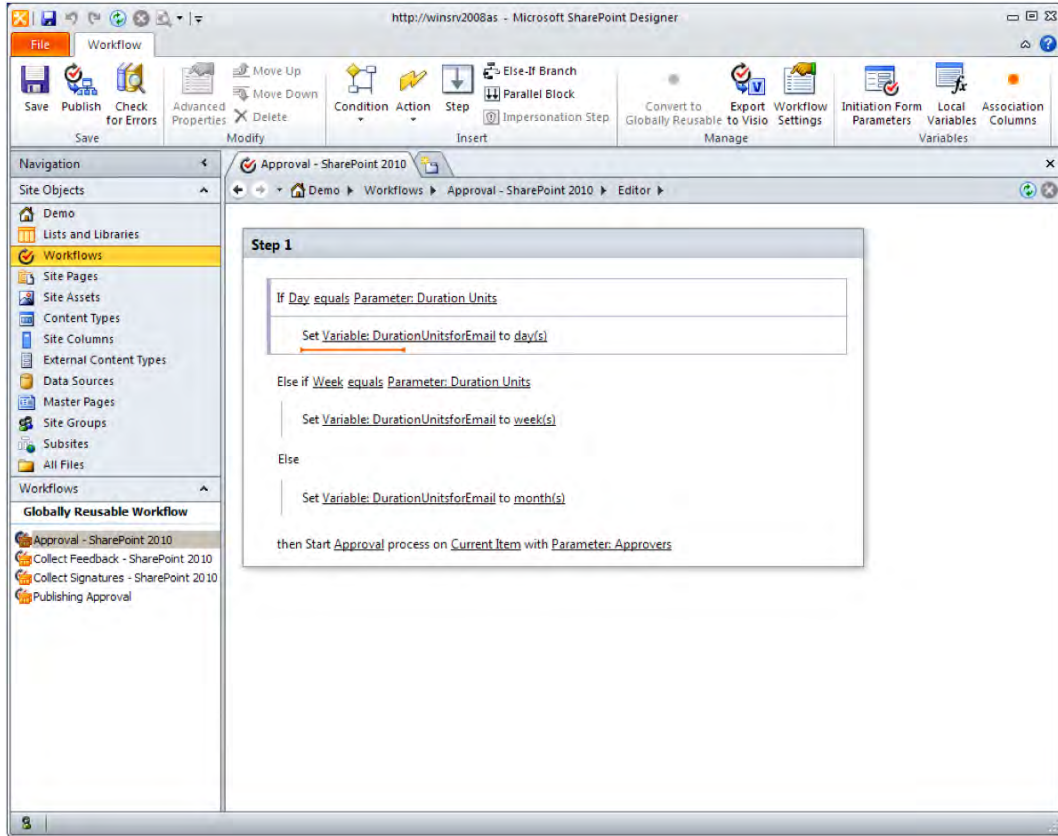 http://winsrv2008as - Microsoft SharePoint Designer
File Workflow
Save
Publish
Check for Errors
Save
Advanced Properties
Move Up
Move Down
Delete
Modify
Condition
Action
Step
Else-If Branch
Parallel Block
Impersonation Step
Insert
Convert to Globally Reusable
Export to Visio
Workflow Settings
Manage
Initiation Form Parameters
Local Variables
Association Columns
Variables
Navigation
Site Objects
Demo
Lists and Libraries
Workflows
Site Pages
Site Assets
Content Types
Site Columns
External Content Types
Data Sources
Master Pages
Site Groups
Subsites
All Files
Workflows
Globally Reusable Workflow
Approval - SharePoint 2010
Collect Feedback - SharePoint 2010
Collect Signatures - SharePoint 2010
Publishing Approval
Approval - SharePoint 2010
Demo Workflows Approval - SharePoint 2010 Editor
Step 1
If Day equals Parameter: Duration Units
Set Variable: DurationUnitsforEmail to day(s)
Else if Week equals Parameter: Duration Units
Set Variable: DurationUnitsforEmail to week(s)
Else
Set Variable: DurationUnitsforEmail to month(s)
then Start Approval process on Current Item with Parameter: Approvers